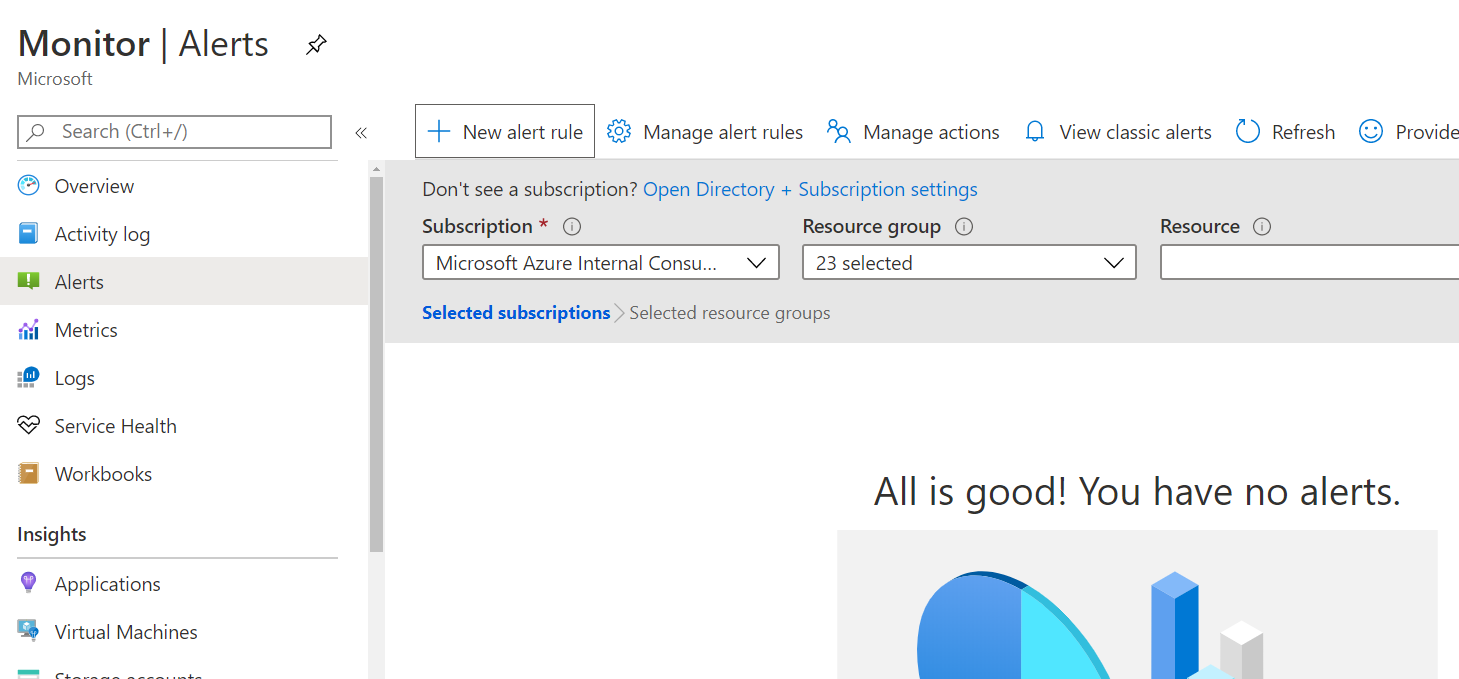 Monitor | Alerts
Microsoft
Search (Ctrl+/)
«
New alert rule
Manage alert rules
Manage actions
View classic alerts
Refresh
Provide
Overview
Activity log
Alerts
Metrics
Logs
Service Health
Workbooks
Insights
Applications
Virtual Machines
Storage accounts
Don't see a subscription? Open Directory + Subscription settings
Subscription *
Resource group
Resource
Microsoft Azure Internal Consu...
23 selected
Selected subscriptions > Selected resource groups
All is good! You have no alerts.